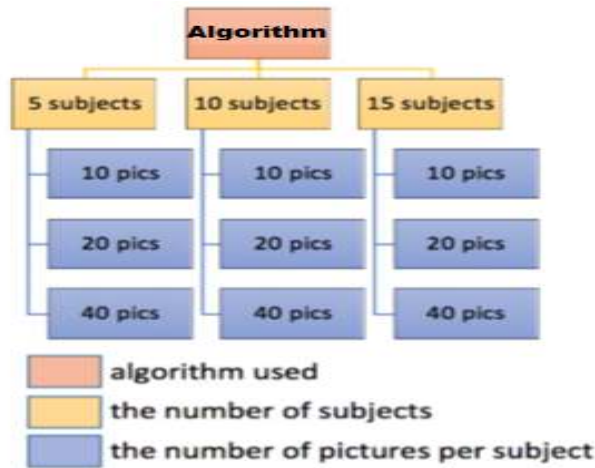 Algorithm
5 subjects
10 subjects
15 subjects
10 pics
10 pics
10 pics
20 pics
20 pics
20 pics
40 pics
40 pics
40 pics
algorithm used
the number of subjects
the number of pictures per subject